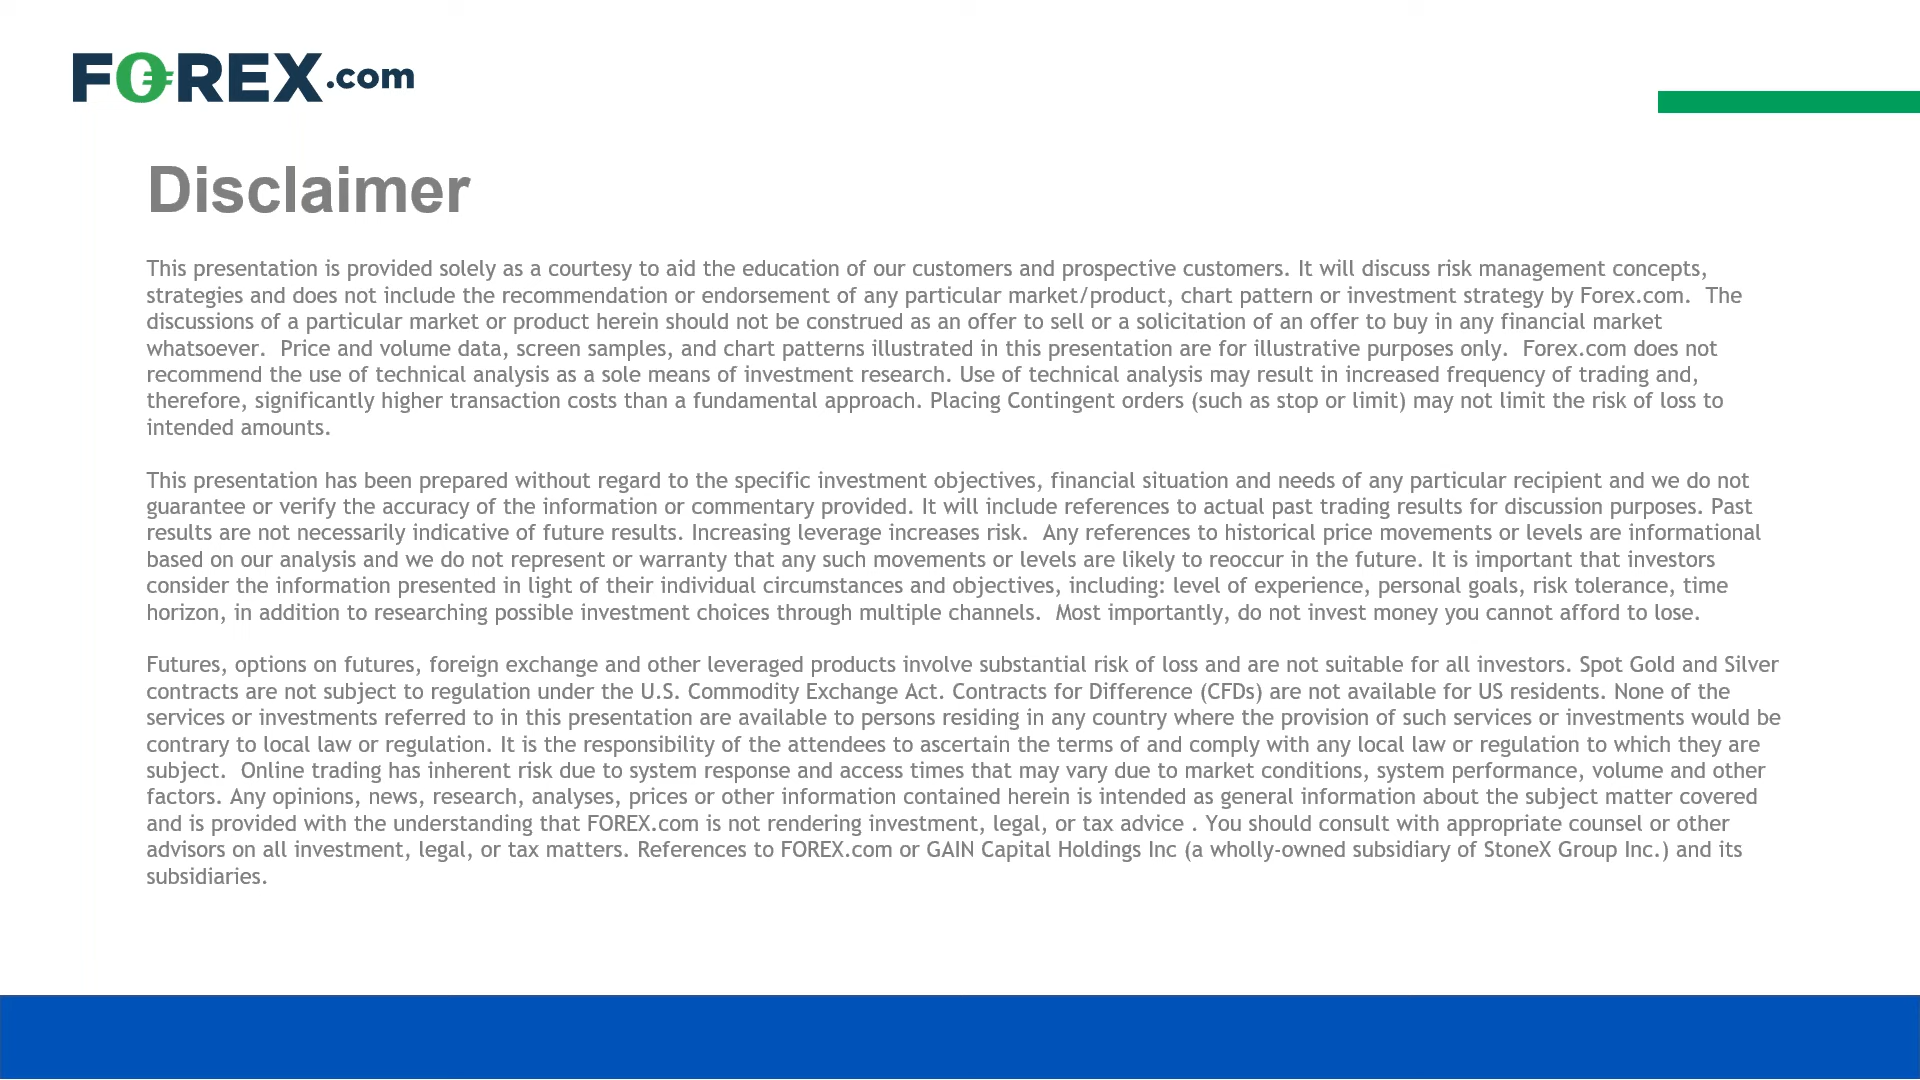 FOREX.com
Disclaimer
This presentation is provided solely as a courtesy to aid the education of our customers and prospective customers. It will discuss risk management concepts,
strategies and does not include the recommendation or endorsement of any particular market/product, chart pattern or investment strategy by Forex.com.  The
discussions of a particular market or product herein should not be construed as an offer to sell or a solicitation of an offer to buy in any financial market
whatsoever.  Price and volume data, screen samples, and chart patterns illustrated in this presentation are for illustrative purposes only.  Forex.com does not
recommend the use of technical analysis as a sole means of investment research. Use of technical analysis may result in increased frequency of trading and,
therefore, significantly higher transaction costs than a fundamental approach. Placing Contingent orders (such as stop or limit) may not limit the risk of loss to
intended amounts.
This presentation has been prepared without regard to the specific investment objectives, financial situation and needs of any particular recipient and we do not
guarantee or verify the accuracy of the information or commentary provided. It will include references to actual past trading results for discussion purposes. Past
results are not necessarily indicative of future results. Increasing leverage increases risk.  Any references to historical price movements or levels are informational
based on our analysis and we do not represent or warranty that any such movements or levels are likely to reoccur in the future. It is important that investors
consider the information presented in light of their individual circumstances and objectives, including: level of experience, personal goals, risk tolerance, time
horizon, in addition to researching possible investment choices through multiple channels.  Most importantly, do not invest money you cannot afford to lose.
Futures, options on futures, foreign exchange and other leveraged products involve substantial risk of loss and are not suitable for all investors. Spot Gold and Silver
contracts are not subject to regulation under the U.S. Commodity Exchange Act. Contracts for Difference (CFDs) are not available for US residents. None of the
services or investments referred to in this presentation are available to persons residing in any country where the provision of such services or investments would be
contrary to local law or regulation. It is the responsibility of the attendees to ascertain the terms of and comply with any local law or regulation to which they are
subject.  Online trading has inherent risk due to system response and access times that may vary due to market conditions, system performance, volume and other
factors. Any opinions, news, research, analyses, prices or other information contained herein is intended as general information about the subject matter covered
and is provided with the understanding that FOREX.com is not rendering investment, legal, or tax advice . You should consult with appropriate counsel or other
advisors on all investment, legal, or tax matters. References to FOREX.com or GAIN Capital Holdings Inc (a wholly-owned subsidiary of StoneX Group Inc.) and its
subsidiaries.